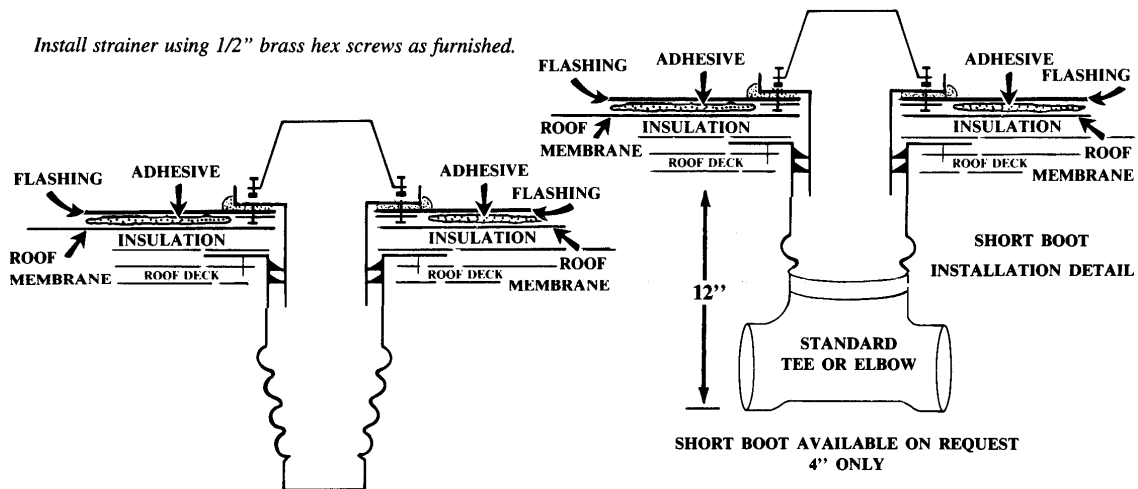 Install strainer using 1/2” brass hex screws as furnished.
FLASHING
ADHESIVE
ADHESIVE
FLASHING
ROOF
MEMBRANE
INSULATION
ROOF DECK
INSULATION
ROOF DECK
ROOF
MEMBRANE
FLASHING
ADHESIVE
ADHESIVE
FLASHING
ROOF
MEMBRANE
INSULATION
ROOF DECK
INSULATION
ROOF DECK
ROOF
MEMBRANE
12’’
SHORT BOOT
INSTALLATION DETAIL
STANDARD
TEE OR ELBOW
SHORT BOOT AVAILABLE ON REQUEST
4’’ ONLY